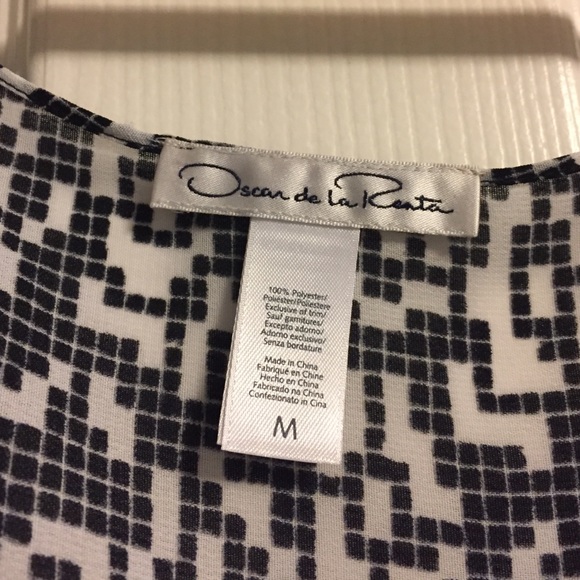 Oscar de la Renta
100% Polyester/
Poliéster/Poliestere
Exclusive of trim/
Sauf garnitures/
Excepto adorno/
Adorno exclusivo/
Senza bordature
Made in China
Fabriqué en Chine
Hecho en China
Fabricado na China
Confezionato in Cina
M